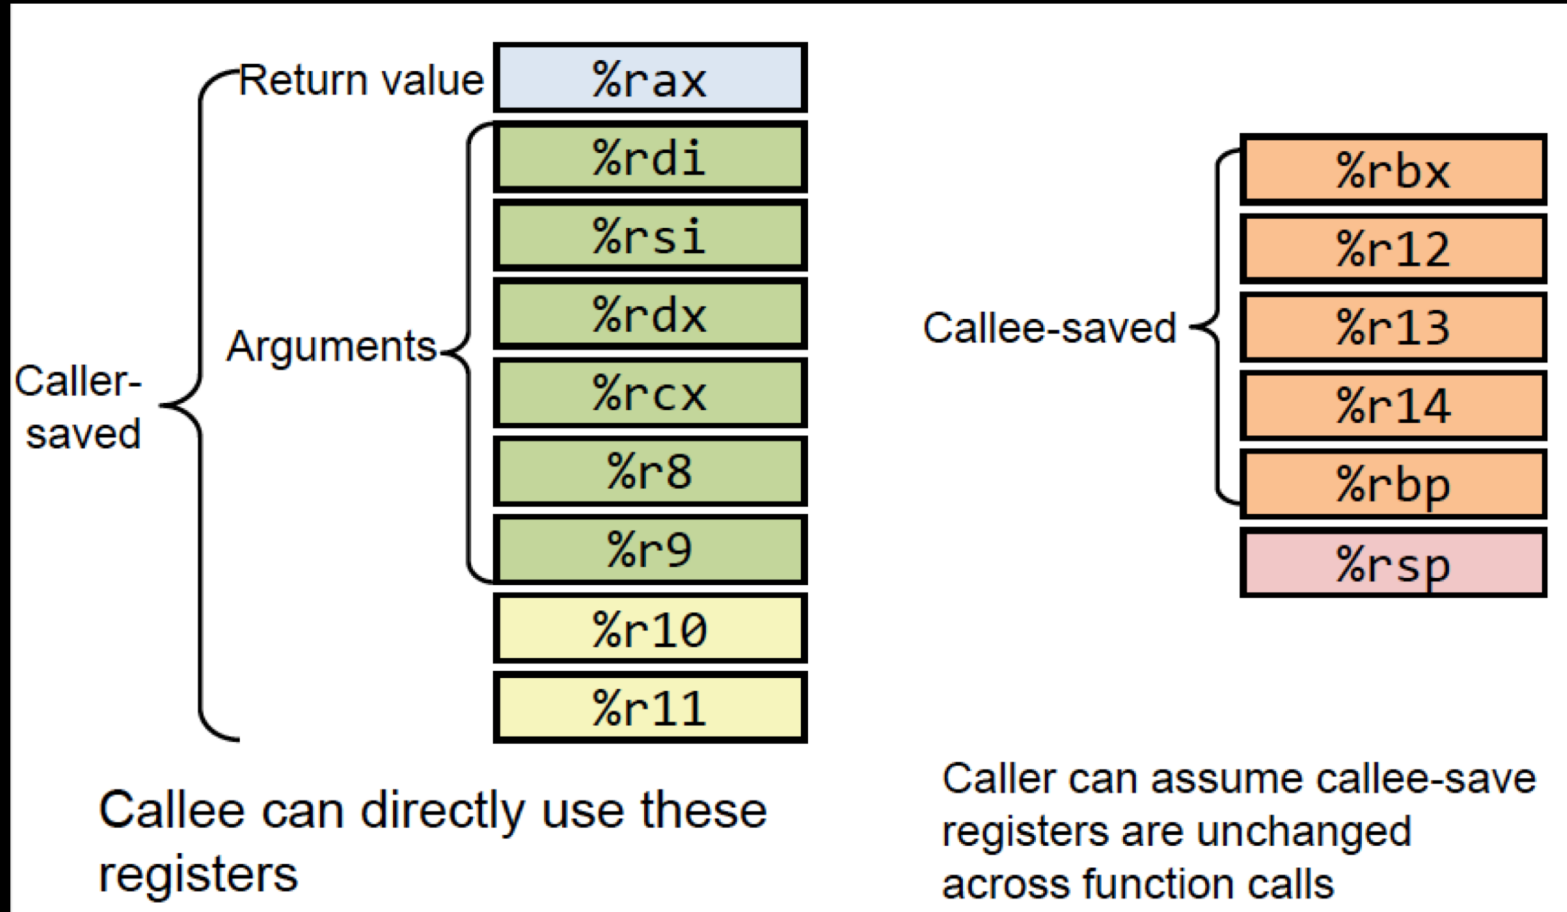 Return value
%rax
%rdi
%rsi
%rdx
Arguments
%rcx
%r8
%r9
%r10
%r11
Caller-
saved
Callee can directly use these
registers
%rbx
%r12
%r13
Callee-saved
%r14
%rbp
%rsp
Caller can assume callee-save
registers are unchanged
across function calls